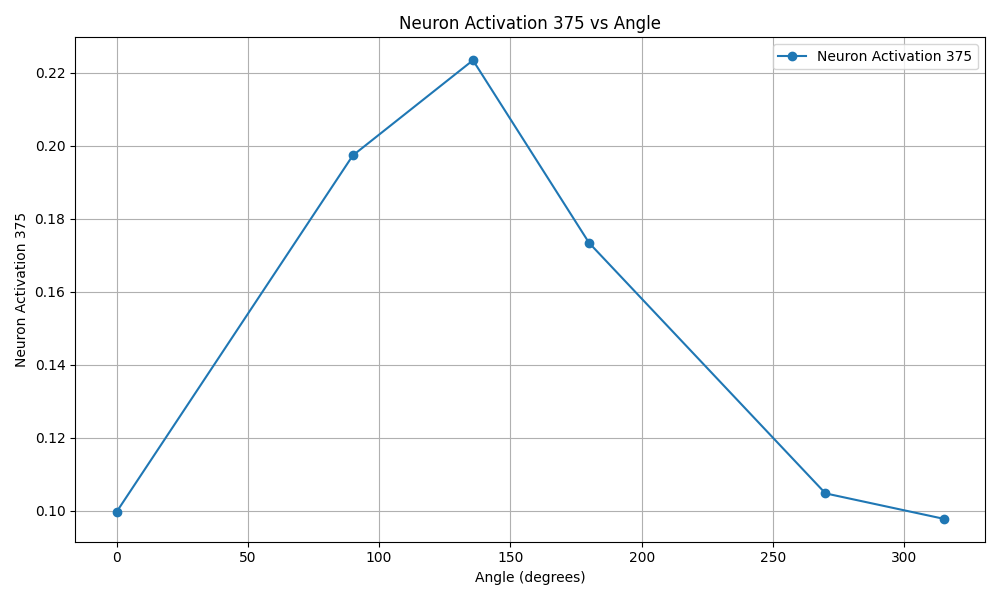 Neuron Activation 375 vs Angle
Neuron Activation 375
0.22
0.20
0.18
0.16
0.14
0.12
0.10
Neuron Activation 375
0 50 100 150 200 250 300
Angle (degrees)